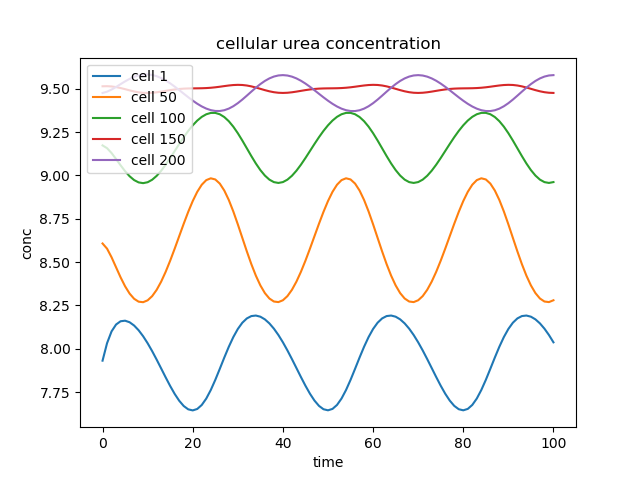 cellular urea concentration
cell 1
cell 50
cell 100
cell 150
cell 200
9.50
9.25
9.00
8.75
8.50
8.25
8.00
7.75
conc
0 20 40 60 80 100
time